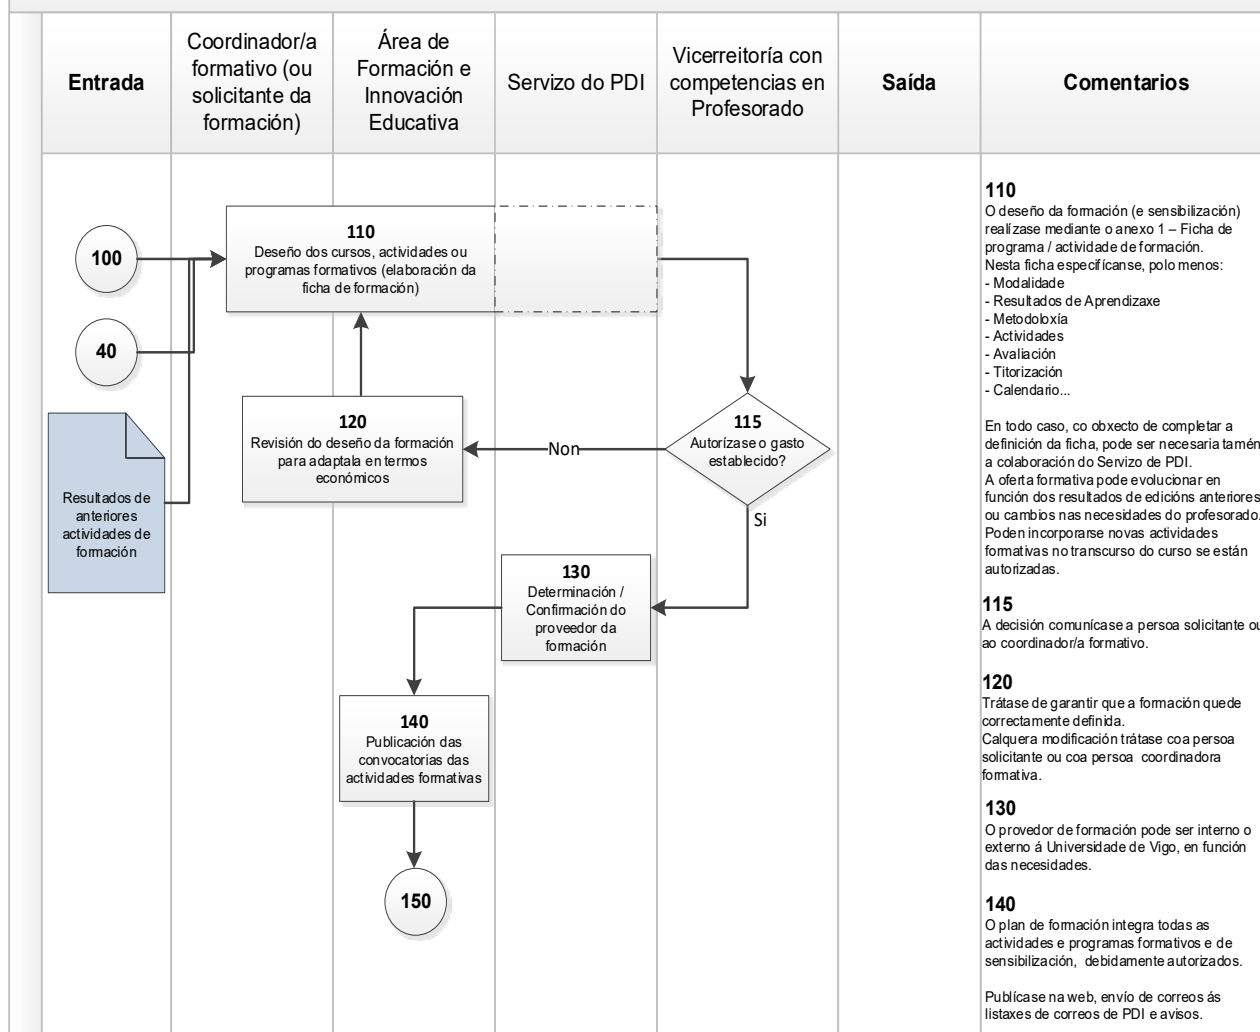 Entrada
Coordinador/a
formativo (ou
solicitante da
formación)
Área de
Formación e
Innovación
Educativa
Servizo do PDI
Vicerreitoría con
competencias en
Profesorado
Saída
Comentarios
100
40
Resultados de
anteriores
actividades de
formación
110
Deseño dos cursos, actividades ou
programas formativos (elaboración da
ficha de formación)
120
Revisión do deseño da formación
para adaptala en termos
económicos
Non
115
Autorízase o gasto
establecido?
Si
130
Determinación /
Confirmación do
proveedor da
formación
140
Publicación das
convocatorias das
actividades formativas
150
110
O deseño da formación (e sensibilización)
realízase mediante o anexo 1 – Ficha de
programa / actividade de formación.
Nesta ficha especifícanse, polo menos:
- Modalidade
- Resultados de Aprendizaxe
- Metodoloxía
- Actividades
- Avaliación
- Titorización
- Calendario...
En todo caso, co obxecto de completar a
definición da ficha, pode ser necesaria tamén
a colaboración do Servizo de PDI.
A oferta formativa pode evolucionar en
función dos resultados de edicións anteriores
ou cambios nas necesidades do profesorado.
Poden incorporarse novas actividades
formativas no transcurso do curso se están
autorizadas.
115
A decisión comunícase a persoa solicitante ou
ao coordinador/a formativo.
120
Trátase de garantir que a formación quede
correctamente definida.
Calquera modificación trátase coa persoa
solicitante ou coa persoa coordinadora
formativa.
130
O provedor de formación pode ser interno o
externo á Universidade de Vigo, en función
das necesidades.
140
O plan de formación integra todas as
actividades e programas formativos e de
sensibilización, debidamente autorizados.
Publícase na web, envío de correos ás
listaxes de correos de PDI e avisos.